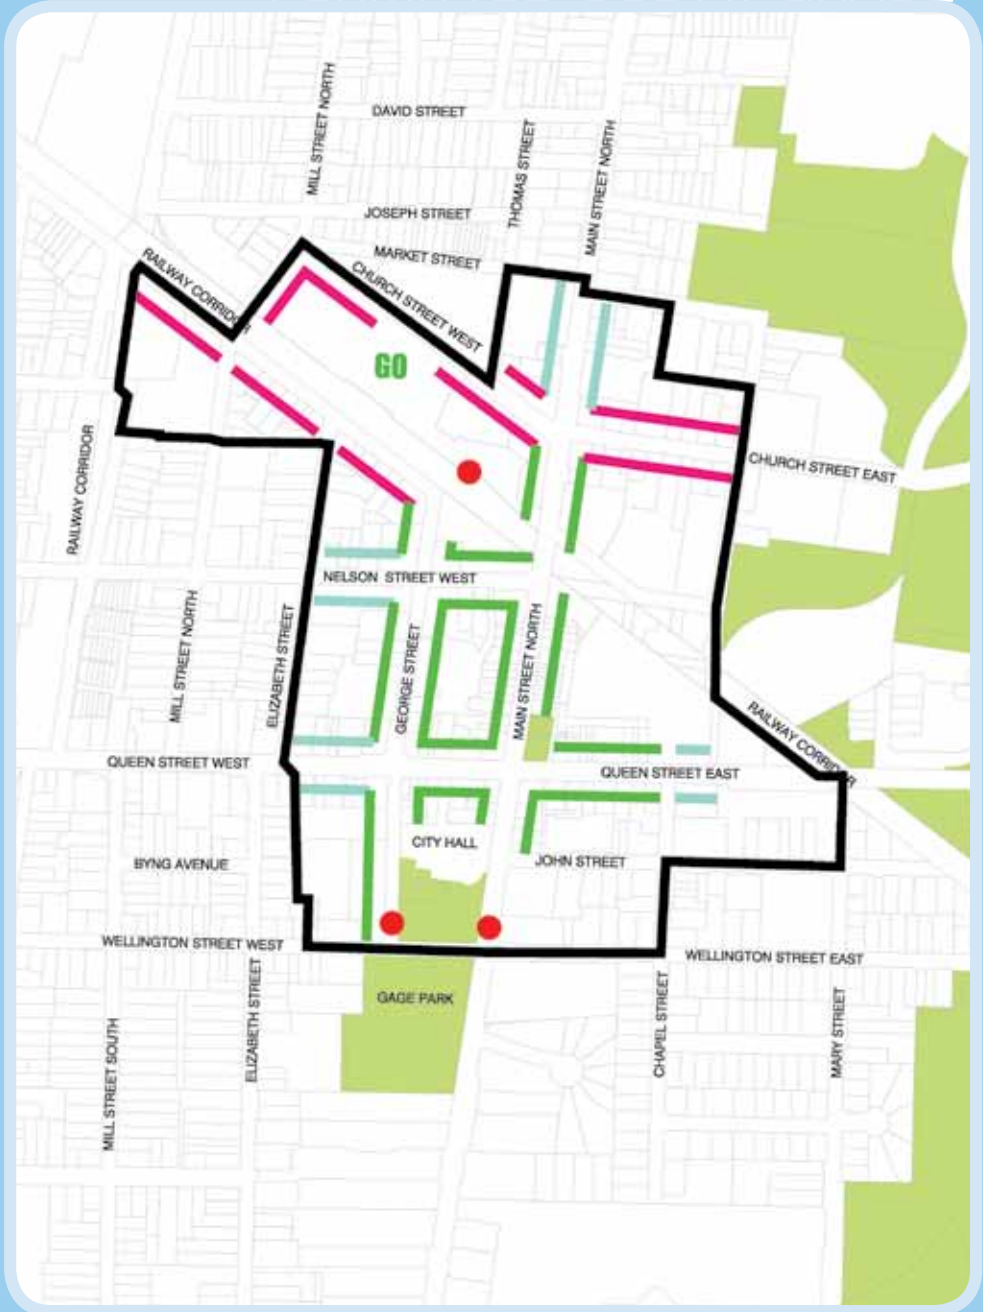 DAVID STREET
MILL STREET NORTH
THOMAS STREET
MAIN STREET NORTH
JOSEPH STREET
MARKET STREET
RAILWAY CORRIDOR
CHURCH STREET WEST
GO
RAILWAY CORRIDOR
CHURCH STREET EAST
NELSON STREET WEST
MILL STREET NORTH
ELIZABETH STREET
GEORGE STREET
MAIN STREET NORTH
RAILWAY CORRIDOR
QUEEN STREET WEST
QUEEN STREET EAST
CITY HALL
BYNG AVENUE
JOHN STREET
WELLINGTON STREET WEST
WELLINGTON STREET EAST
GAGE PARK
ELIZABETH STREET
MILL STREET SOUTH
CHAPEL STREET
MARY STREET